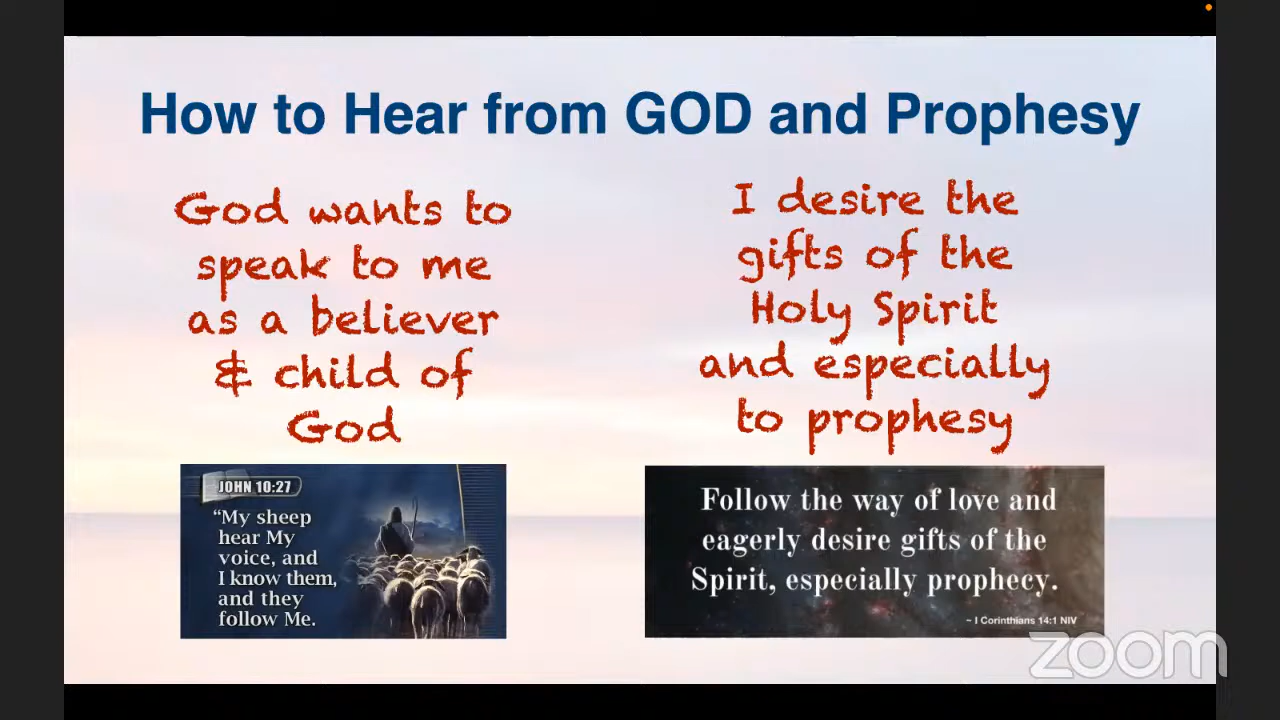 How to Hear from GOD and Prophesy
God wants to
speak to me
as a believer
& child of
God
I desire the
gifts of the
Holy Spirit
and especially
to prophesy
JOHN 10:27
“My sheep
hear My
voice, and
I know them,
and they
follow Me.
Follow the way of love and
eagerly desire gifts of the
Spirit, especially prophecy.
~ I Corinthians 14:1 NIV
zoom